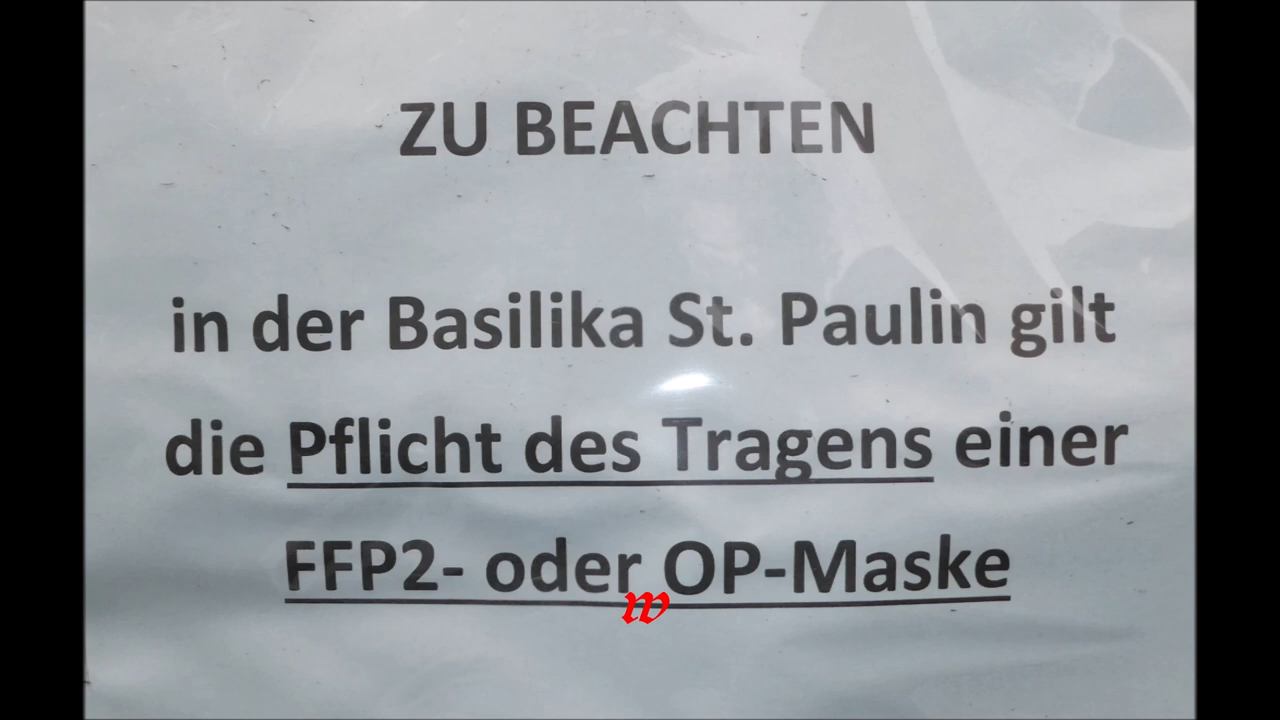 ZU BEACHTEN
in der Basilika St. Paulin gilt
die Pflicht des Tragens einer
FFP2- oder OP-Maske
w